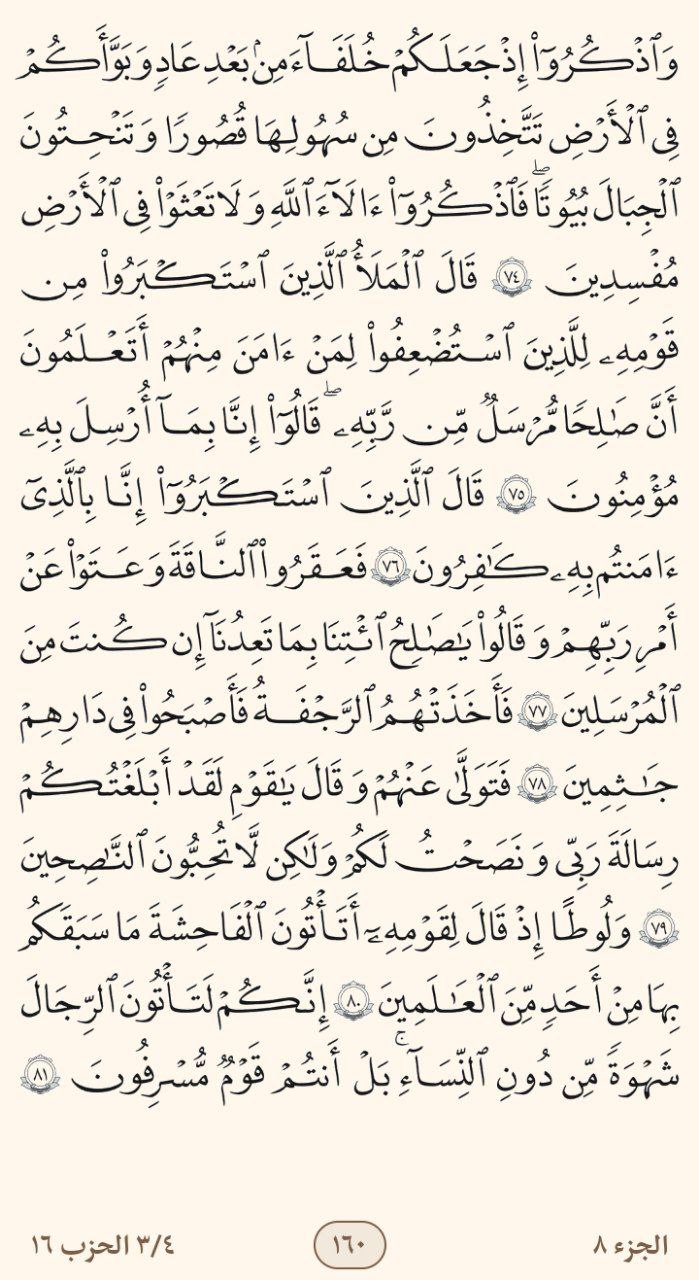 وَٱذْكُرُوٓا۟ إِذْ جَعَلَكُمْ خُلَفَآءَ مِنۢ بَعْدِ عَادٍ وَبَوَّأَكُمْ
فِى ٱلْأَرْضِ تَتَّخِذُونَ مِن سُهُولِهَا قُصُورًا وَتَنْحِتُونَ
ٱلْجِبَالَ بُيُوتًا ۖ فَٱذْكُرُوٓا۟ ءَالَآءَ ٱللَّهِ وَلَا تَعْثَوْا۟ فِى ٱلْأَرْضِ
مُفْسِدِينَ ٧٤ قَالَ ٱلْمَلَأُ ٱلَّذِينَ ٱسْتَكْبَرُوا۟ مِن
قَوْمِهِۦ لِلَّذِينَ ٱسْتُضْعِفُوا۟ لِمَنْ ءَامَنَ مِنْهُمْ أَتَعْلَمُونَ
أَنَّ صَٰلِحًا مُّرْسَلٌ مِّن رَّبِّهِۦ ۖ قَالُوٓا۟ إِنَّا بِمَآ أُرْسِلَ بِهِۦ
مُؤْمِنُونَ ٧٥ قَالَ ٱلَّذِينَ ٱسْتَكْبَرُوٓا۟ إِنَّا بِٱلَّذِىٓ
ءَامَنتُم بِهِۦ كَٰفِرُونَ ٧٦ فَعَقَرُوا۟ ٱلنَّاقَةَ وَعَتَوْا۟ عَنْ
أَمْرِ رَبِّهِمْ وَقَالُوا۟ يَٰصَٰلِحُ ٱئْتِنَا بِمَا تَعِدُنَآ إِن كُنتَ مِنَ
ٱلْمُرْسَلِينَ ٧٧ فَأَخَذَتْهُمُ ٱلرَّجْفَةُ فَأَصْبَحُوا۟ فِى دَارِهِمْ
جَٰثِمِينَ ٧٨ فَتَوَلَّىٰ عَنْهُمْ وَقَالَ يَٰقَوْمِ لَقَدْ أَبْلَغْتُكُمْ
رِسَالَةَ رَبِّى وَنَصَحْتُ لَكُمْ وَلَٰكِن لَّا تُحِبُّونَ ٱلنَّٰصِحِينَ
٧٩ وَلُوطًا إِذْ قَالَ لِقَوْمِهِۦٓ أَتَأْتُونَ ٱلْفَٰحِشَةَ مَا سَبَقَكُم
بِهَا مِنْ أَحَدٍ مِّنَ ٱلْعَٰلَمِينَ ٨٠ إِنَّكُمْ لَتَأْتُونَ ٱلرِّجَالَ
شَهْوَةً مِّن دُونِ ٱلنِّسَآءِ ۚ بَلْ أَنتُمْ قَوْمٌ مُّسْرِفُونَ ٨١
الجزء ٨
١٦٠
٣/٤ الحزب ١٦